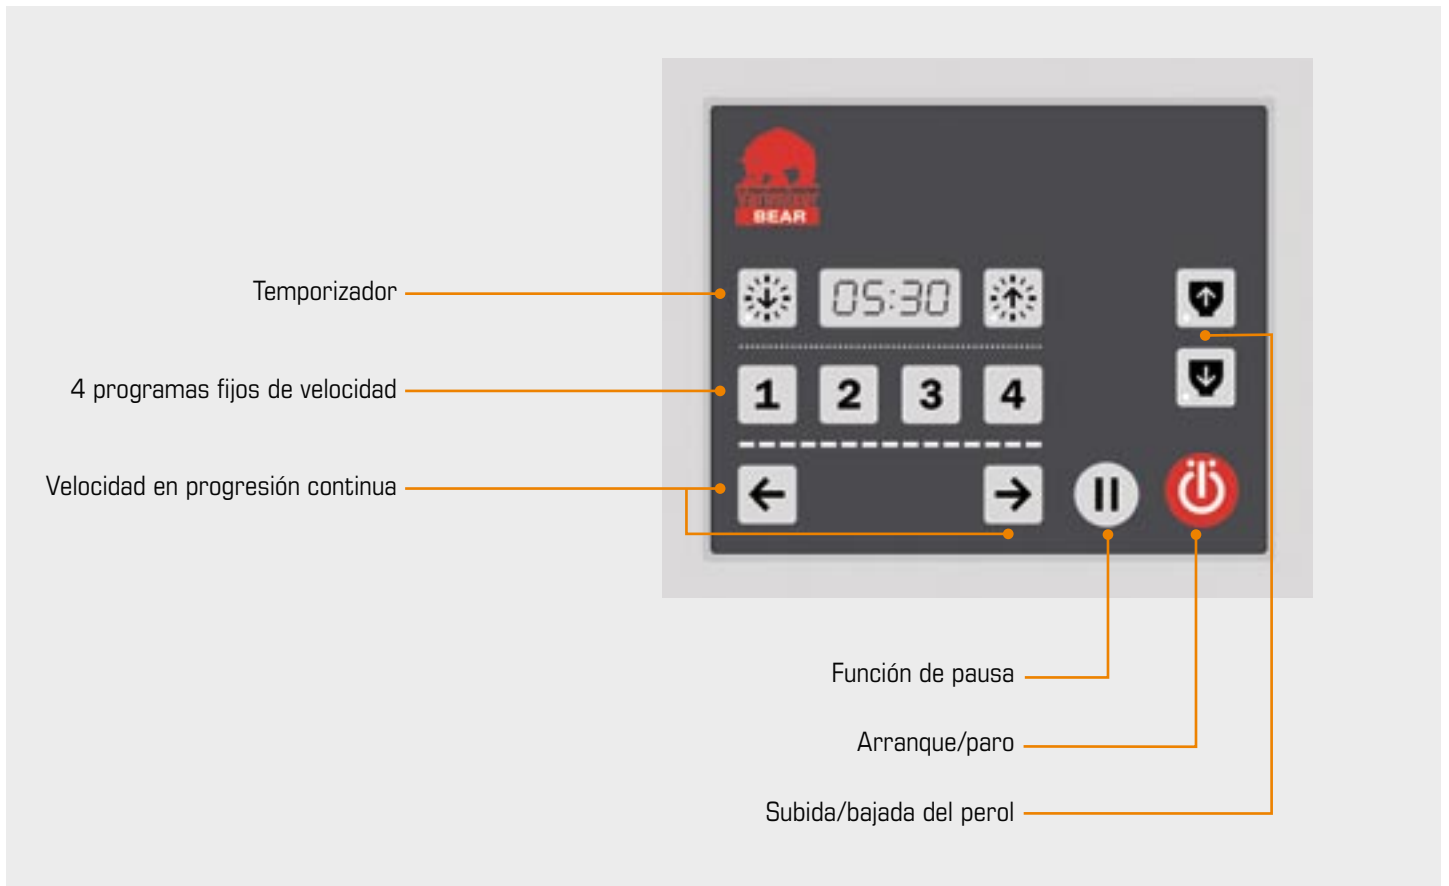 BEAR
Temporizador
05:30
4 programas fijos de velocidad
1 2 3 4
Velocidad en progresión continua
Función de pausa
Arranque/paro
Subida/bajada del perol